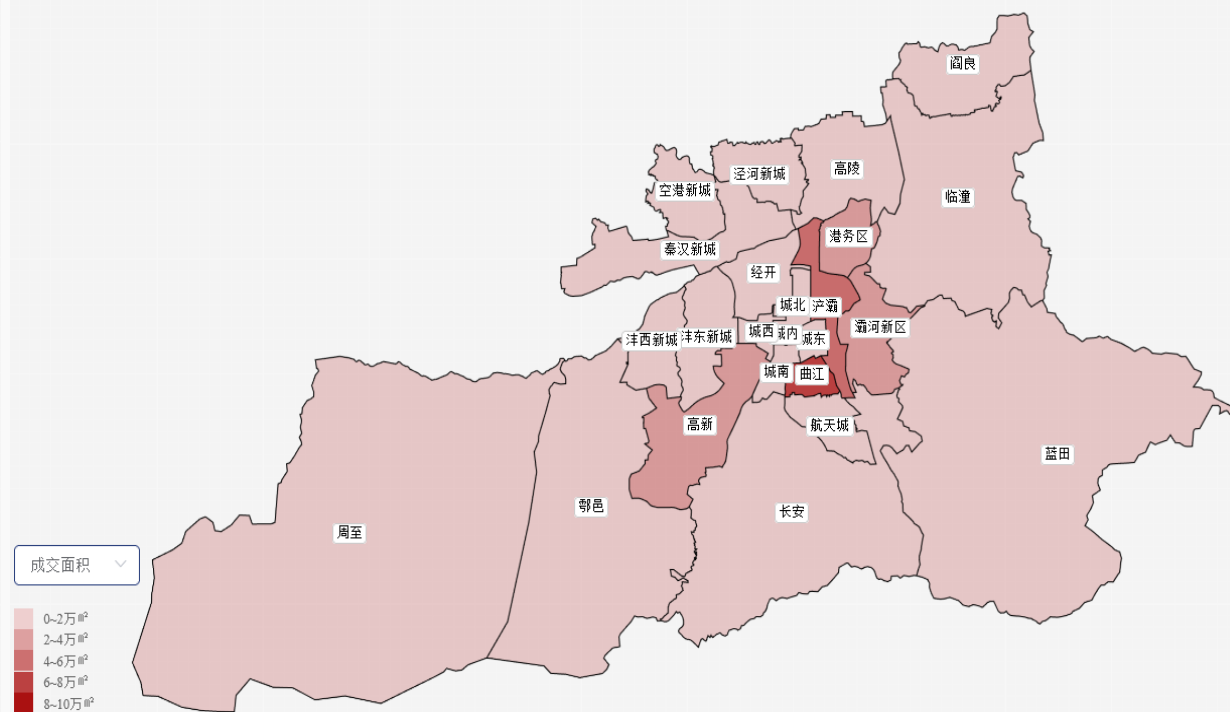 阎良
高陵
泾河新城
空港新城
临潼
港务区
秦汉新城
经开
城北
浐灞
灞河新区
城西
城内
城东
沣西新城
沣东新城
城南
曲江
高新
航天城
蓝田
鄠邑
长安
周至
成交面积
0~2万㎡
2~4万㎡
4~6万㎡
6~8万㎡
8~10万㎡